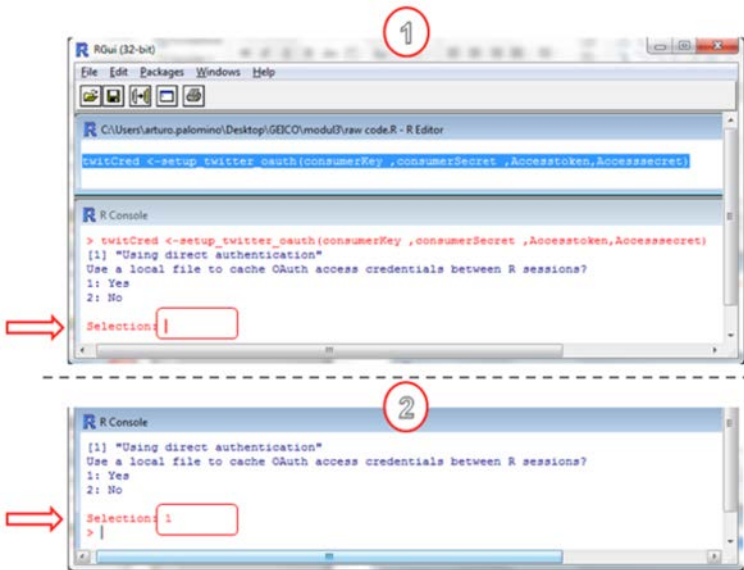 1
RGui (32-bit)
File Edit Packages Windows Help
C:\Users\arturo.palomino\Desktop\GEICO\modul3\raw code.R - R Editor
twitCred <-setup_twitter_oauth(consumerKey ,consumerSecret ,Accesstoken,Accesssecret)
R Console
> twitCred <-setup_twitter_oauth(consumerKey ,consumerSecret ,Accesstoken,Accesssecret)
[1] "Using direct authentication"
Use a local file to cache OAuth access credentials between R sessions?
1: Yes
2: No
Selection:
2
R Console
[1] "Using direct authentication"
Use a local file to cache OAuth access credentials between R sessions?
1: Yes
2: No
Selection: 1
>